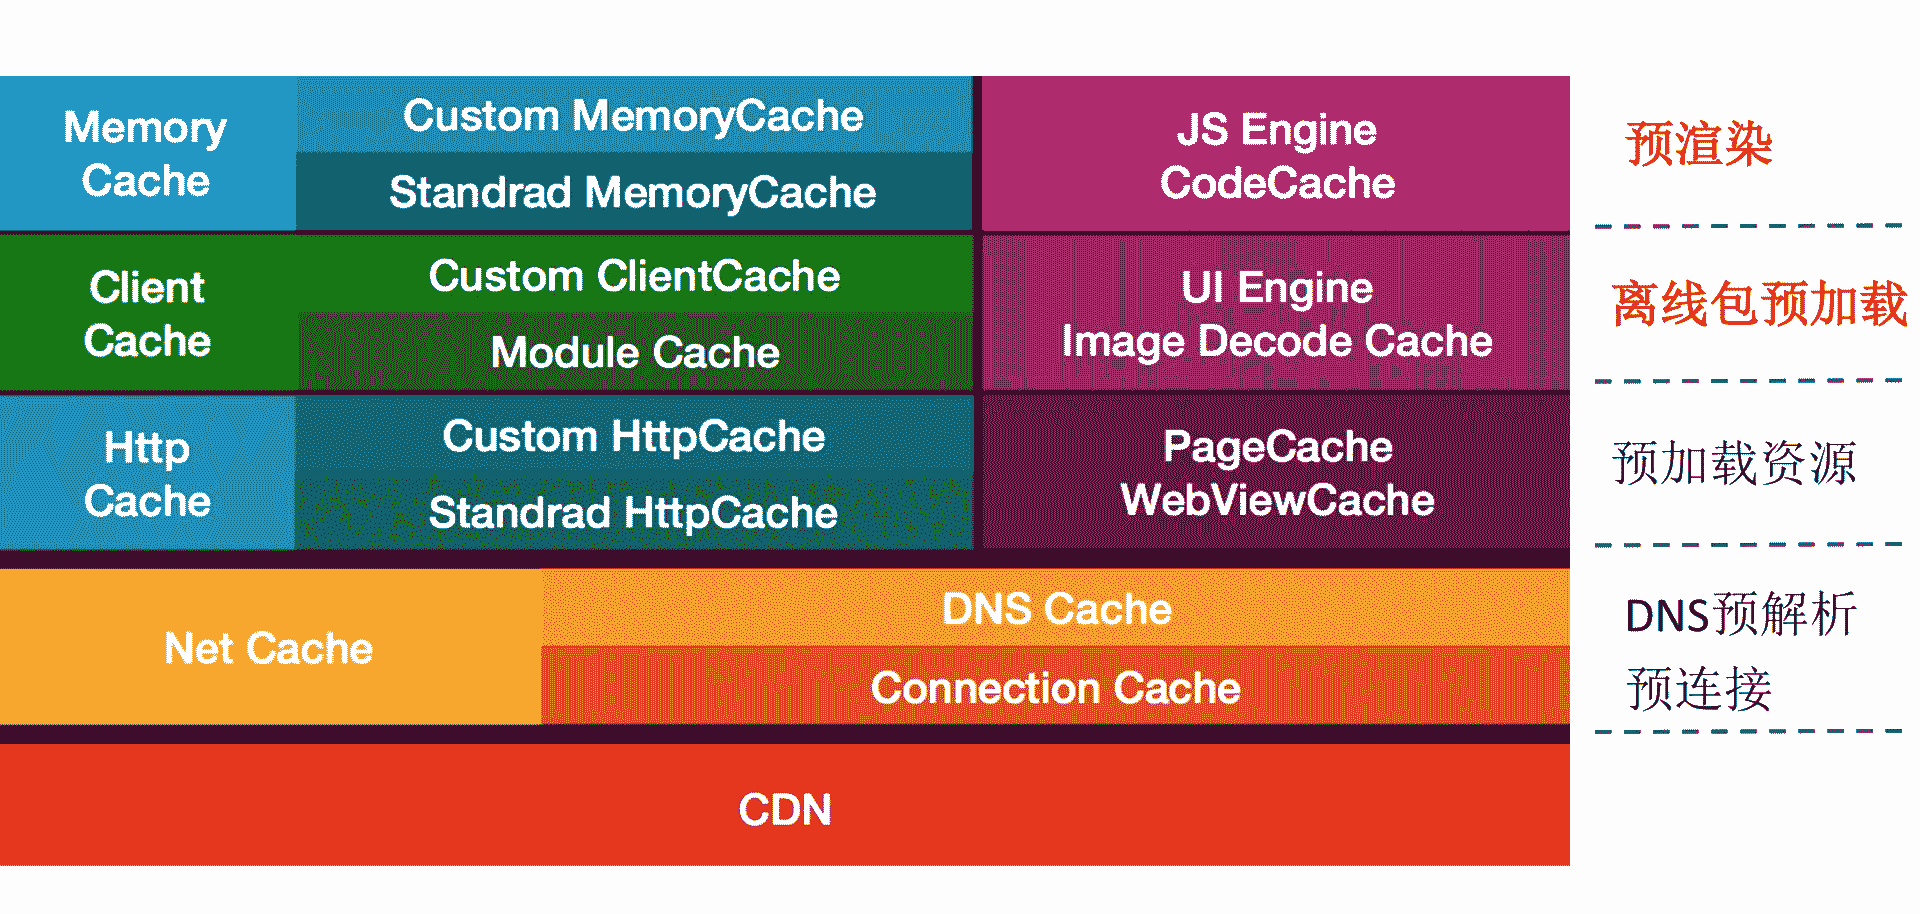 Memory
Cache
Custom MemoryCache
Standrad MemoryCache
JS Engine
CodeCache
预渲染
Client
Cache
Custom ClientCache
Module Cache
UI Engine
Image Decode Cache
离线包预加载
Http
Cache
Custom HttpCache
Standrad HttpCache
PageCache
WebViewCache
预加载资源
Net Cache
DNS Cache
Connection Cache
DNS预解析
预连接
CDN